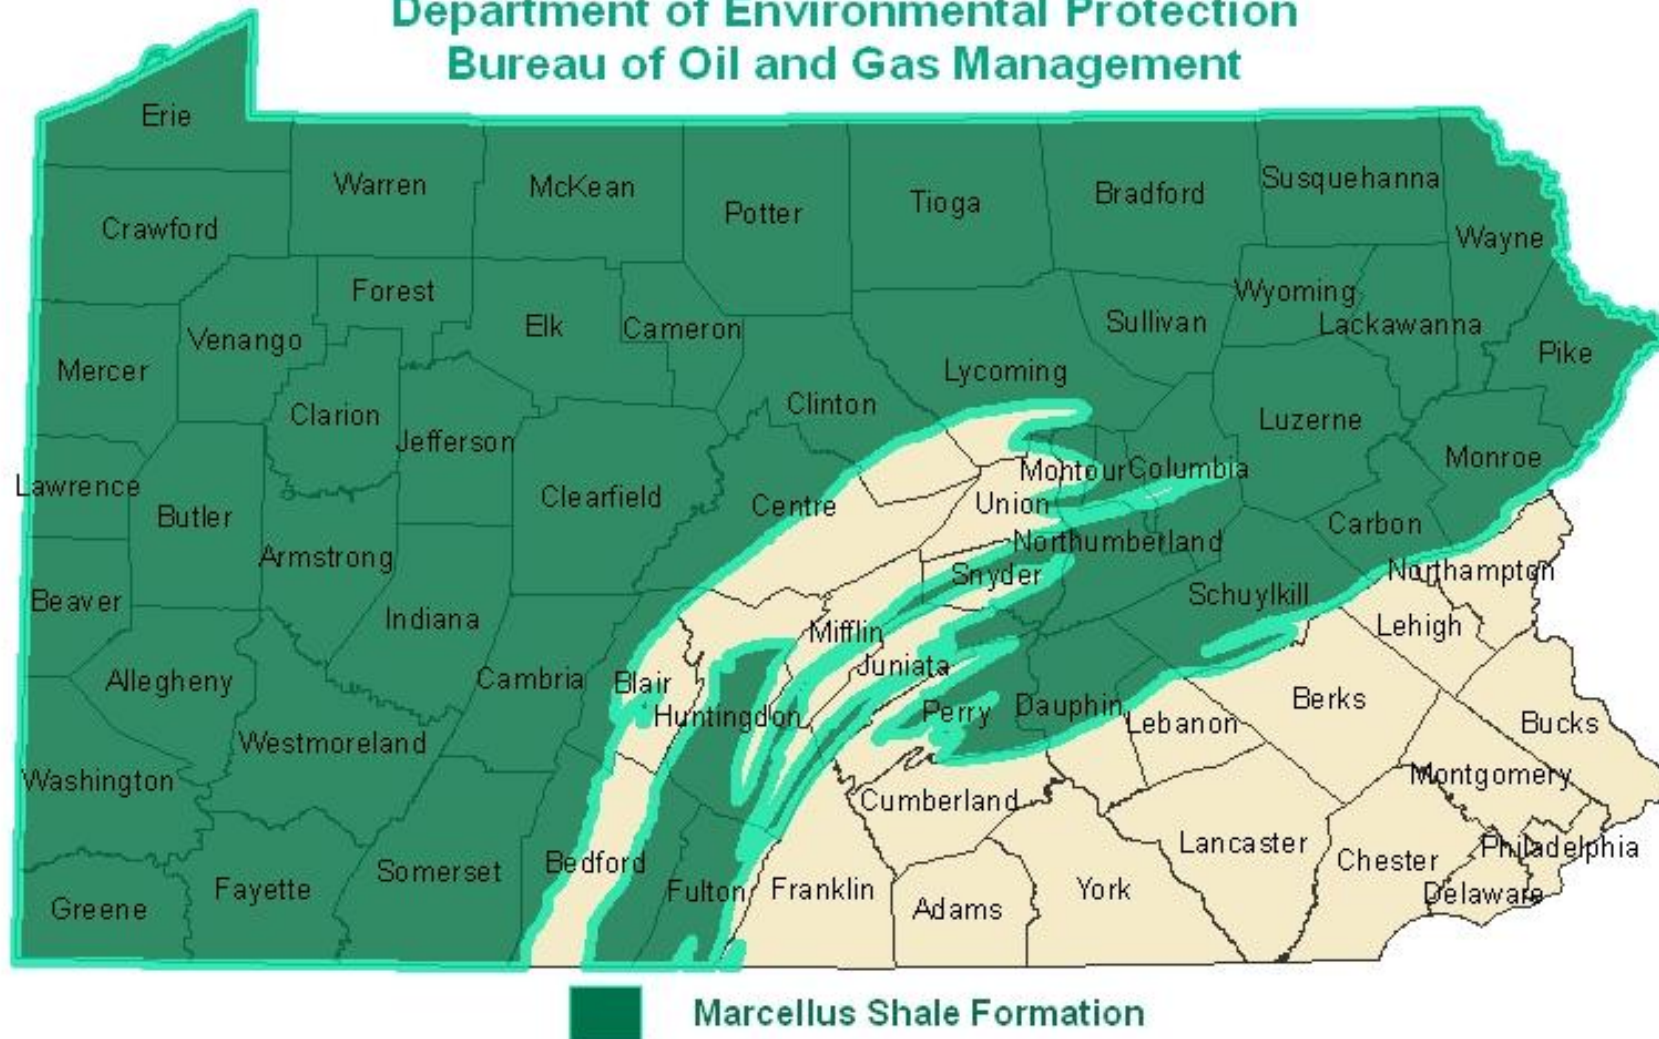 Department of Environmental Protection
Bureau of Oil and Gas Management
Erie
Warren
McKean
Potter
Tioga
Bradford
Susquehanna
Wayne
Crawford
Forest
Elk
Cameron
Sullivan
Wyoming
Lackawanna
Pike
Mercer
Venango
Lycoming
Clarion
Jefferson
Clinton
Luzerne
Monroe
Lawrence
Butler
Clearfield
Centre
Montour
Columbia
Union
Carbon
Armstrong
Northumberland
Beaver
Indiana
Snyder
Schuylkill
Northampton
Mifflin
Lehigh
Allegheny
Cambria
Blair
Juniata
Huntingdon
Perry
Dauphin
Lebanon
Berks
Bucks
Westmoreland
Washington
Cumberland
Montgomery
Greene
Fayette
Somerset
Bedford
Fulton
Franklin
Adams
York
Lancaster
Chester
Philadelphia
Delaware
Marcellus Shale Formation